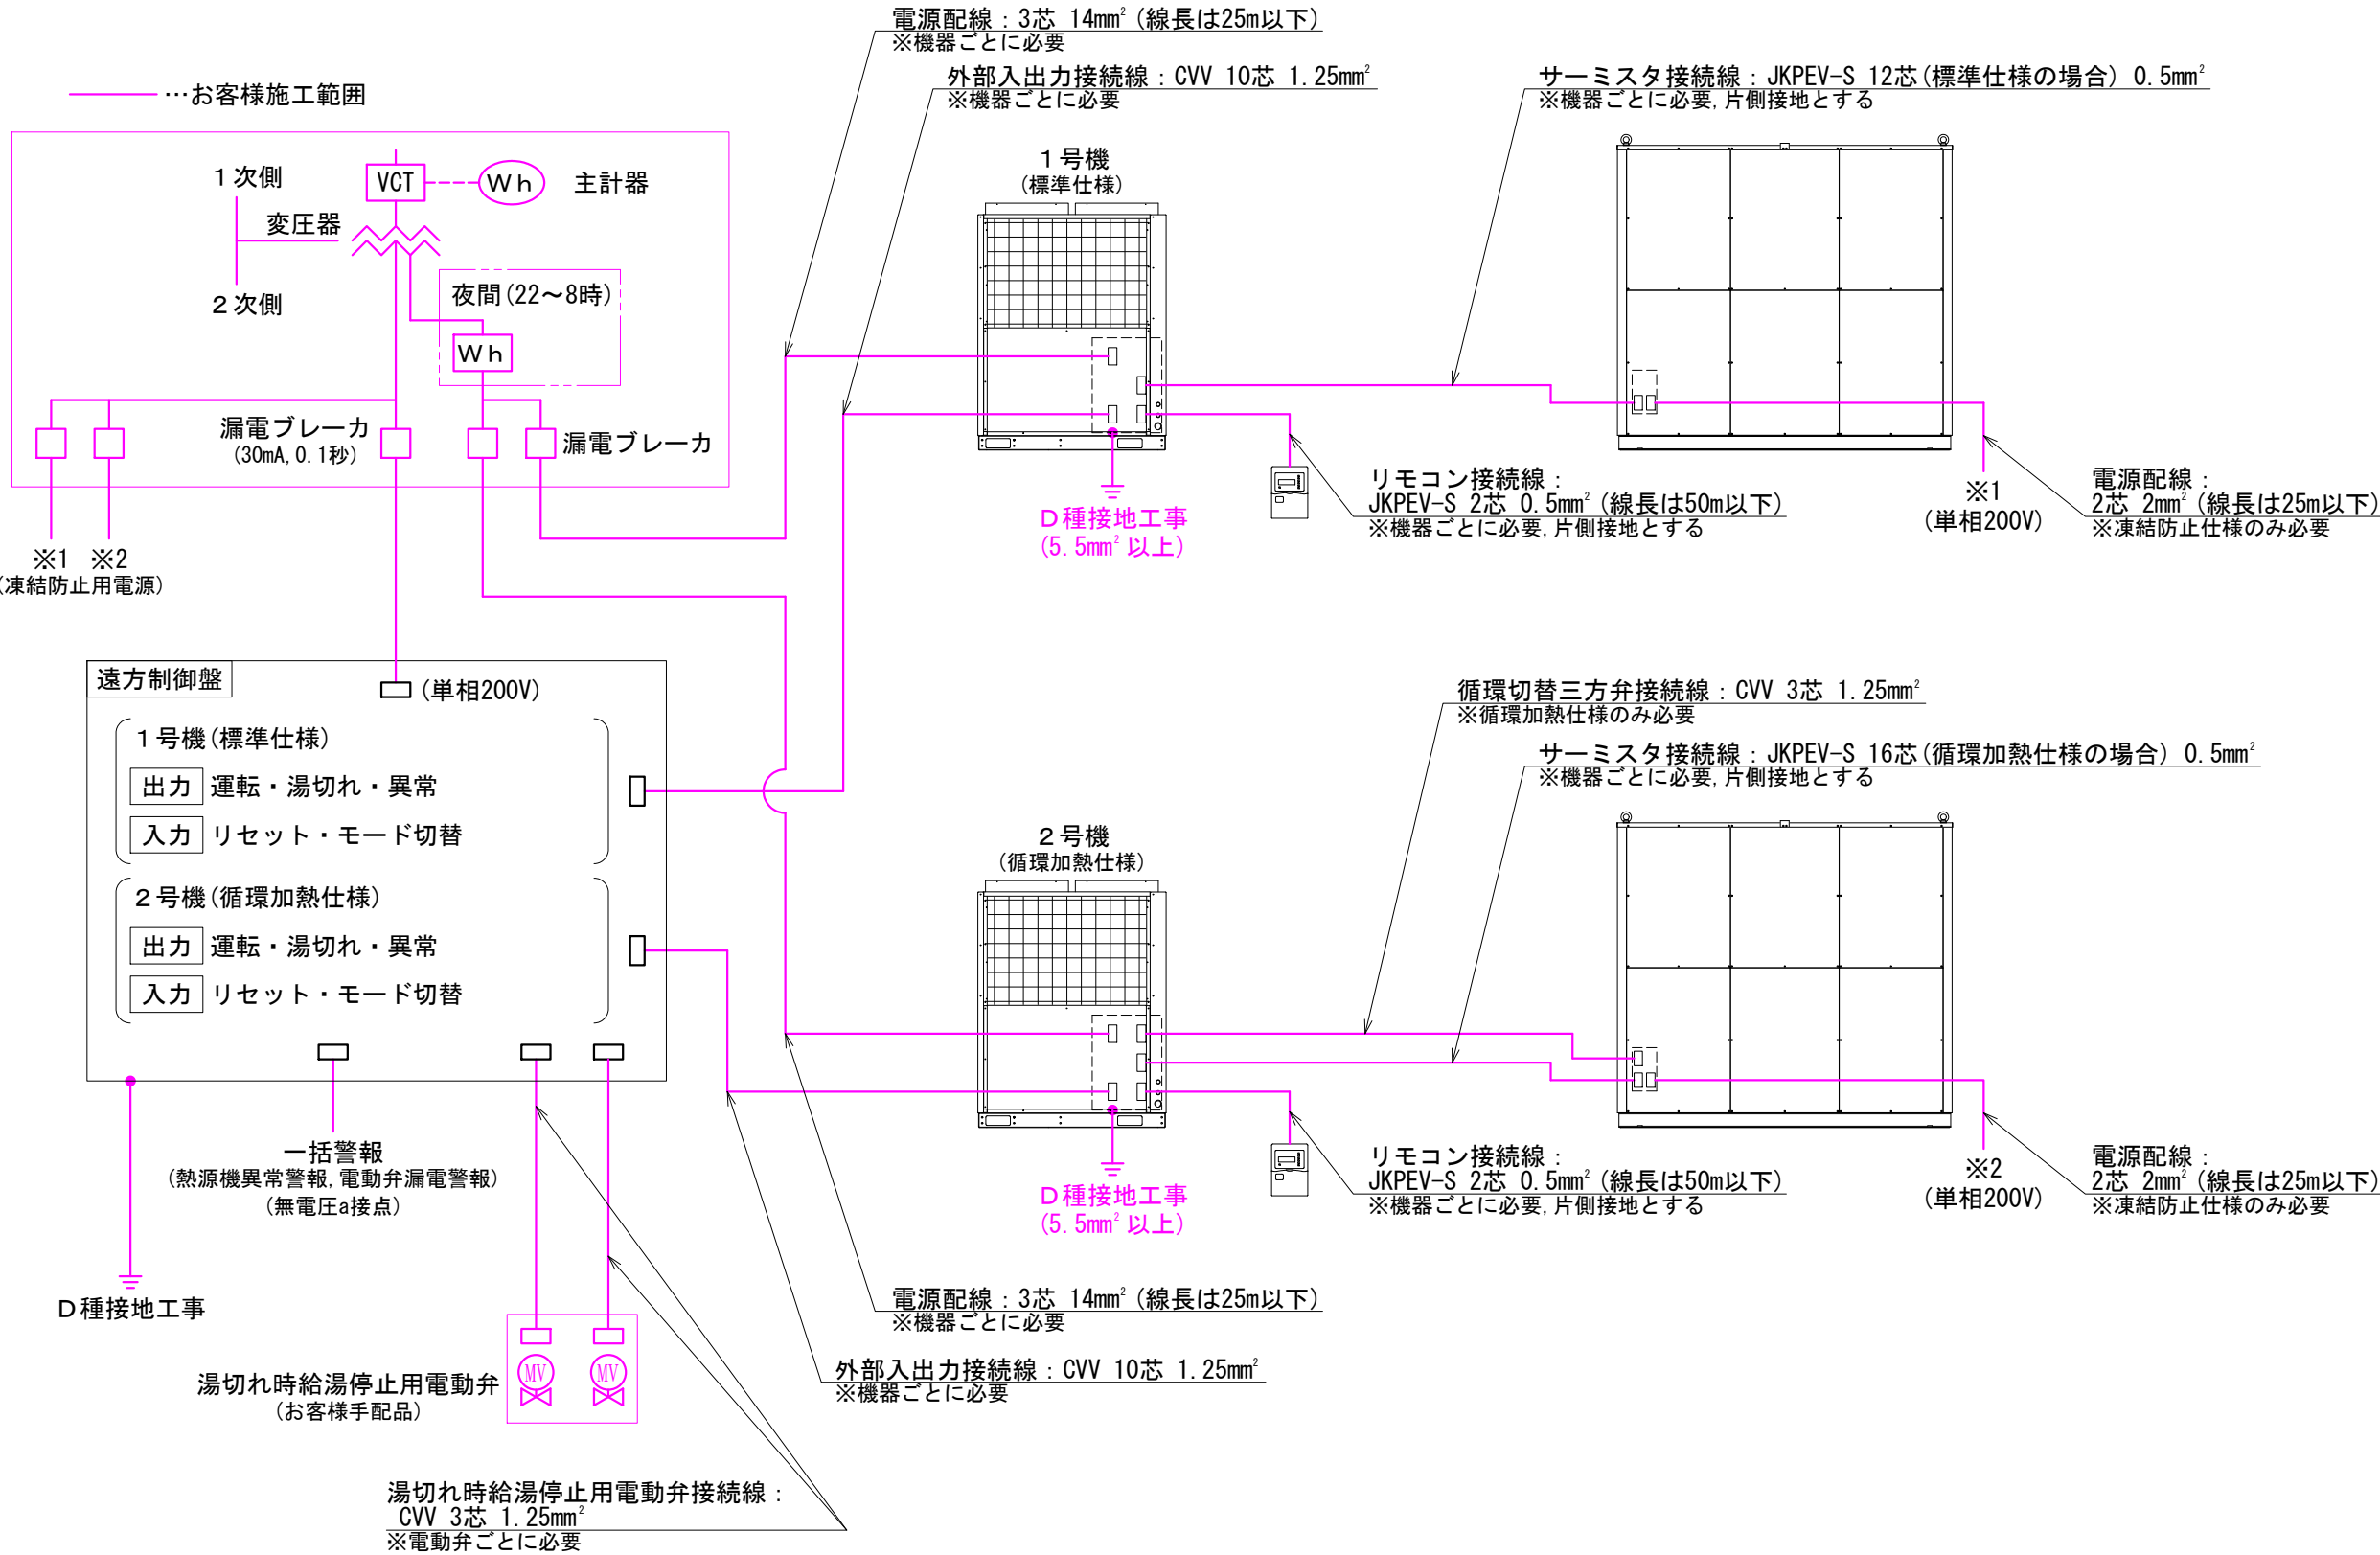 電源配線：3芯 14mm²（線長は25m以下）
※機器ごとに必要
外部入出力接続線：CVV 10芯 1.25mm²
※機器ごとに必要
サーミスタ接続線：JKPEV-S 12芯（標準仕様の場合）0.5mm²
※機器ごとに必要,片側接地とする
…お客様施工範囲
１次側
VCT
Ｗｈ
主計器
変圧器
２次側
夜間（22～8時）
Ｗｈ
漏電ブレーカ
（30mA,0.1秒）
漏電ブレーカ
※1
※2
（凍結防止用電源）
１号機
（標準仕様）
Ｄ種接地工事
（5.5mm²以上）
リモコン接続線：
JKPEV-S 2芯 0.5mm²（線長は50m以下）
※機器ごとに必要,片側接地とする
※1
（単相200V）
電源配線：
2芯 2mm²（線長は25m以下）
※凍結防止仕様のみ必要
遠方制御盤
（単相200V）
１号機（標準仕様）
出力 運転・湯切れ・異常
入力 リセット・モード切替
２号機（循環加熱仕様）
出力 運転・湯切れ・異常
入力 リセット・モード切替
循環切替三方弁接続線：CVV 3芯 1.25mm²
※循環加熱仕様のみ必要
サーミスタ接続線：JKPEV-S 16芯（循環加熱仕様の場合）0.5mm²
※機器ごとに必要,片側接地とする
２号機
（循環加熱仕様）
Ｄ種接地工事
（5.5mm²以上）
リモコン接続線：
JKPEV-S 2芯 0.5mm²（線長は50m以下）
※機器ごとに必要,片側接地とする
※2
（単相200V）
電源配線：
2芯 2mm²（線長は25m以下）
※凍結防止仕様のみ必要
一括警報
（熱源機異常警報,電動弁漏電警報）
（無電圧a接点）
Ｄ種接地工事
電源配線：3芯 14mm²（線長は25m以下）
※機器ごとに必要
外部入出力接続線：CVV 10芯 1.25mm²
※機器ごとに必要
MV
MV
湯切れ時給湯停止用電動弁
（お客様手配品）
湯切れ時給湯停止用電動弁接続線：
CVV 3芯 1.25mm²
※電動弁ごとに必要